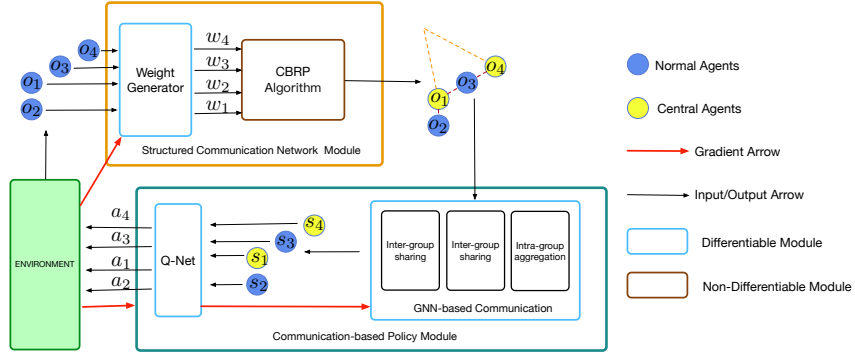 o4
o3
o1
o2
Weight
Generator
w4
w3
w2
w1
CBRP
Algorithm
Structured Communication Network Module
o4
o3
o1
o2
Normal Agents
Central Agents
Gradient Arrow
Input/Output Arrow
Differentiable Module
Non-Differentiable Module
ENVIRONMENT
a4
a3
a1
a2
Q-Net
s4
s3
s1
s2
Inter-group
sharing
Inter-group
sharing
Intra-group
aggregation
GNN-based Communication
Communication-based Policy Module